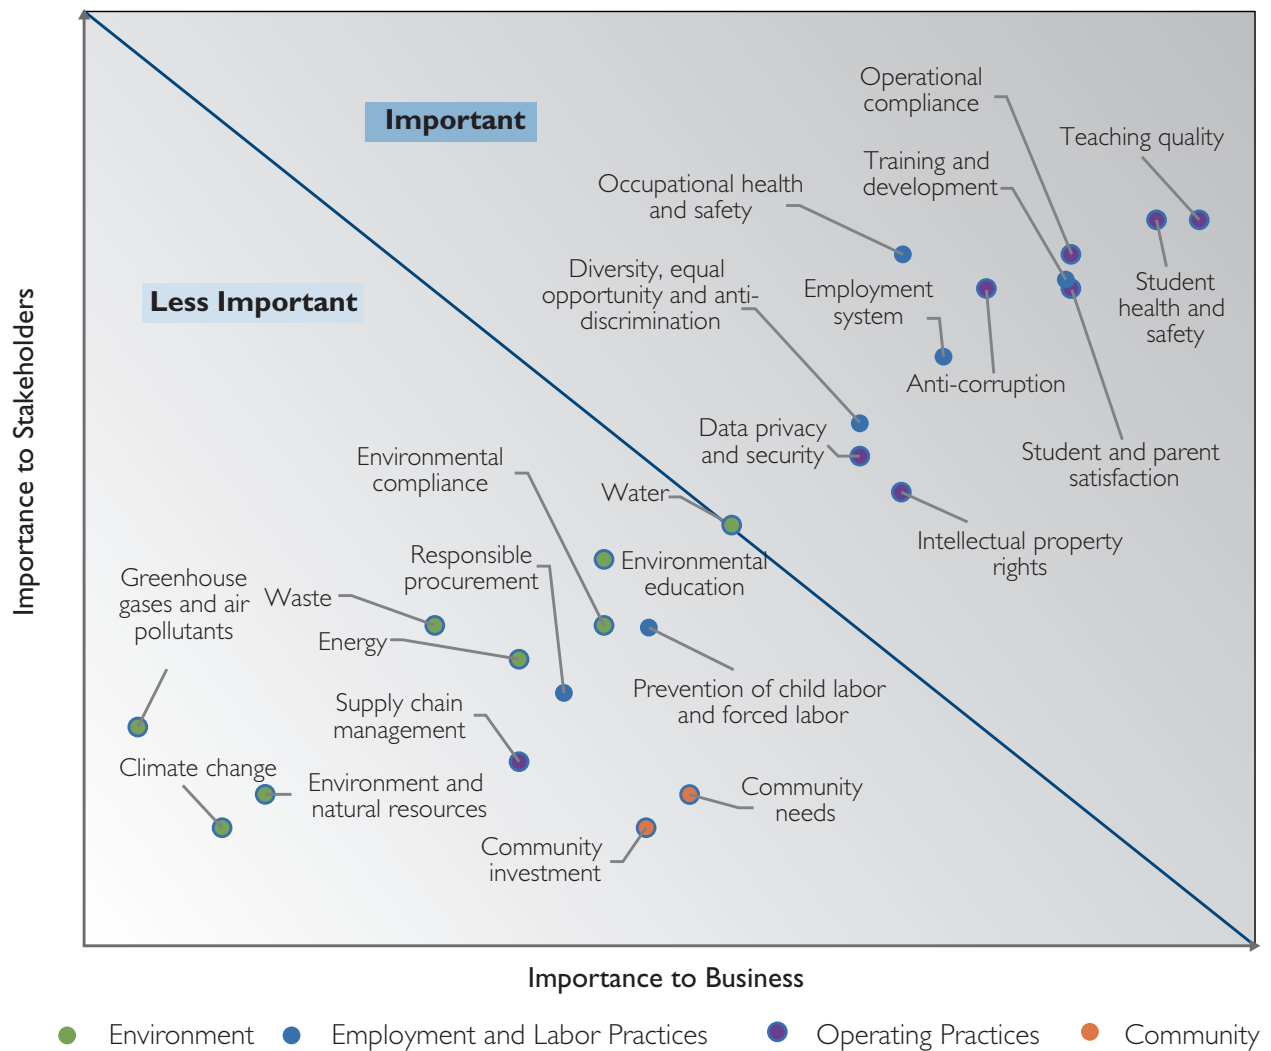 Operational
compliance
Important
Teaching quality
Training and
development
Occupational health
and safety
Diversity, equal
opportunity and anti-
discrimination
Employment
system
Student
health and
safety
Less Important
Anti-corruption
Data privacy
and security
Student and parent
satisfaction
Environmental
compliance
Water
Intellectual property
rights
Responsible
procurement
Environmental
education
Greenhouse
gases and air
pollutants
Waste
Energy
Prevention of child labor
and forced labor
Supply chain
management
Climate change
Environment and
natural resources
Community
needs
Community
investment
Importance to Stakeholders
Importance to Business
Environment
Employment and Labor Practices
Operating Practices
Community